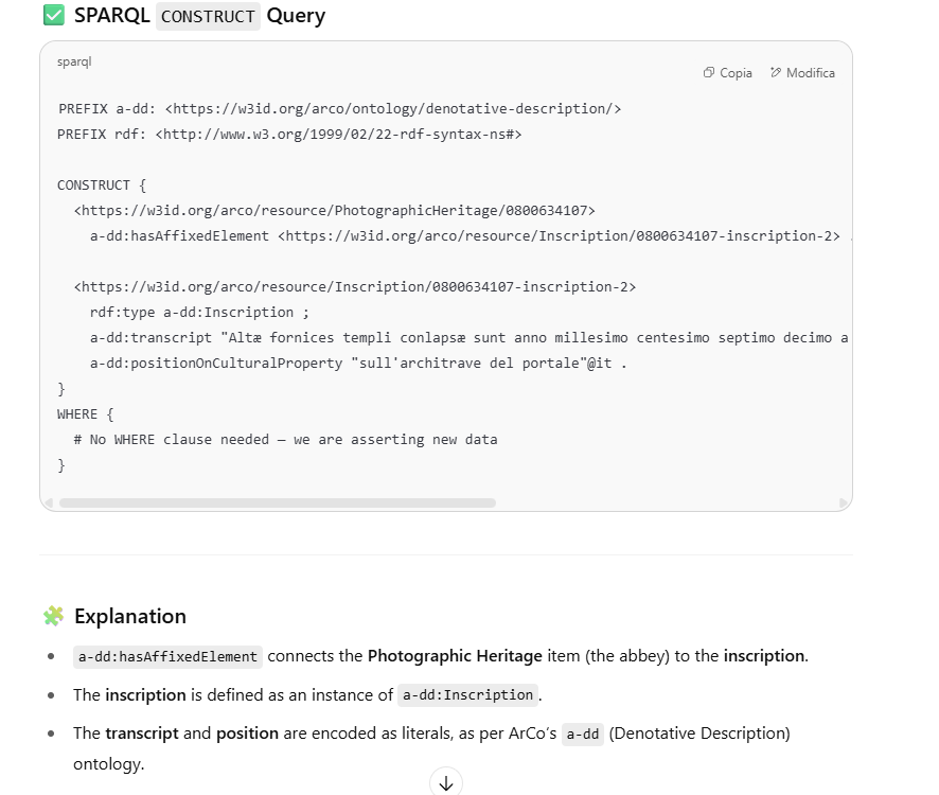 SPARQL CONSTRUCT Query
sparql
Copia Modifica
PREFIX a-dd: <https://w3id.org/arco/ontology/denotative-description/>
PREFIX rdf: <http://www.w3.org/1999/02/22-rdf-syntax-ns#>
CONSTRUCT {
<https://w3id.org/arco/resource/PhotographicHeritage/0800634107>
a-dd:hasAffixedElement <https://w3id.org/arco/resource/Inscription/0800634107-inscription-2> .
<https://w3id.org/arco/resource/Inscription/0800634107-inscription-2>
rdf:type a-dd:Inscription ;
a-dd:transcript "Altæ fornices templi conlapsæ sunt anno millesimo centesimo septimo decimo a
a-dd:positionOnCulturalProperty "sull'architrave del portale"@it .
}
WHERE {
# No WHERE clause needed — we are asserting new data
}
Explanation
a-dd:hasAffixedElement connects the Photographic Heritage item (the abbey) to the inscription.
The inscription is defined as an instance of a-dd:Inscription.
The transcript and position are encoded as literals, as per ArCo's a-dd (Denotative Description)
ontology.